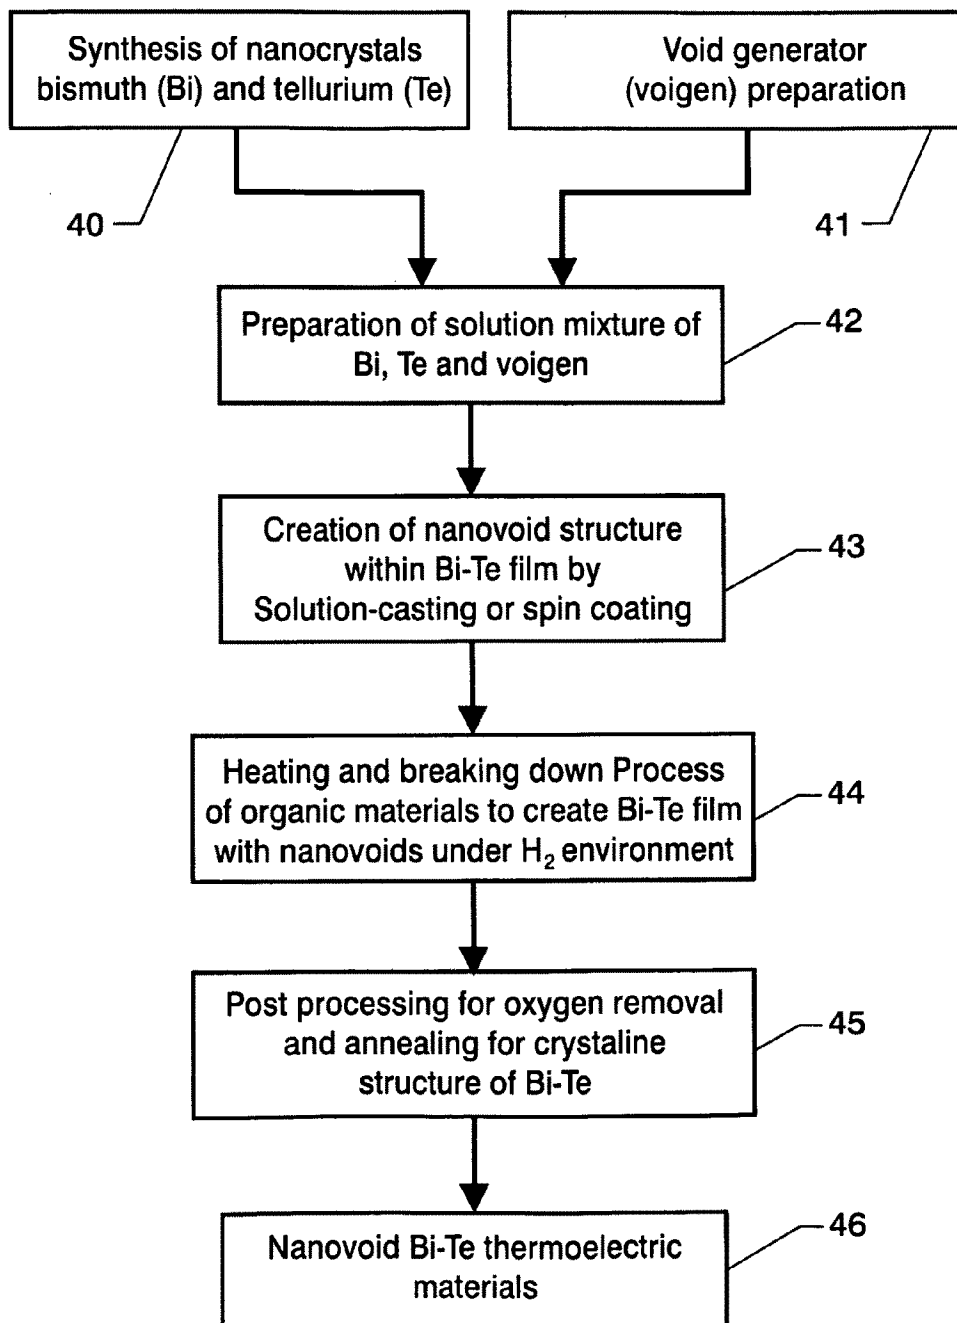 Synthesis of nanocrystals
bismuth (Bi) and tellurium (Te)
Void generator
(voigen) preparation
40
41
Preparation of solution mixture of
Bi, Te and voigen
42
Creation of nanovoid structure
within Bi-Te film by
Solution-casting or spin coating
43
Heating and breaking down Process
of organic materials to create Bi-Te film
with nanovoids under H₂ environment
44
Post processing for oxygen removal
and annealing for crystaline
structure of Bi-Te
45
Nanovoid Bi-Te thermoelectric
materials
46